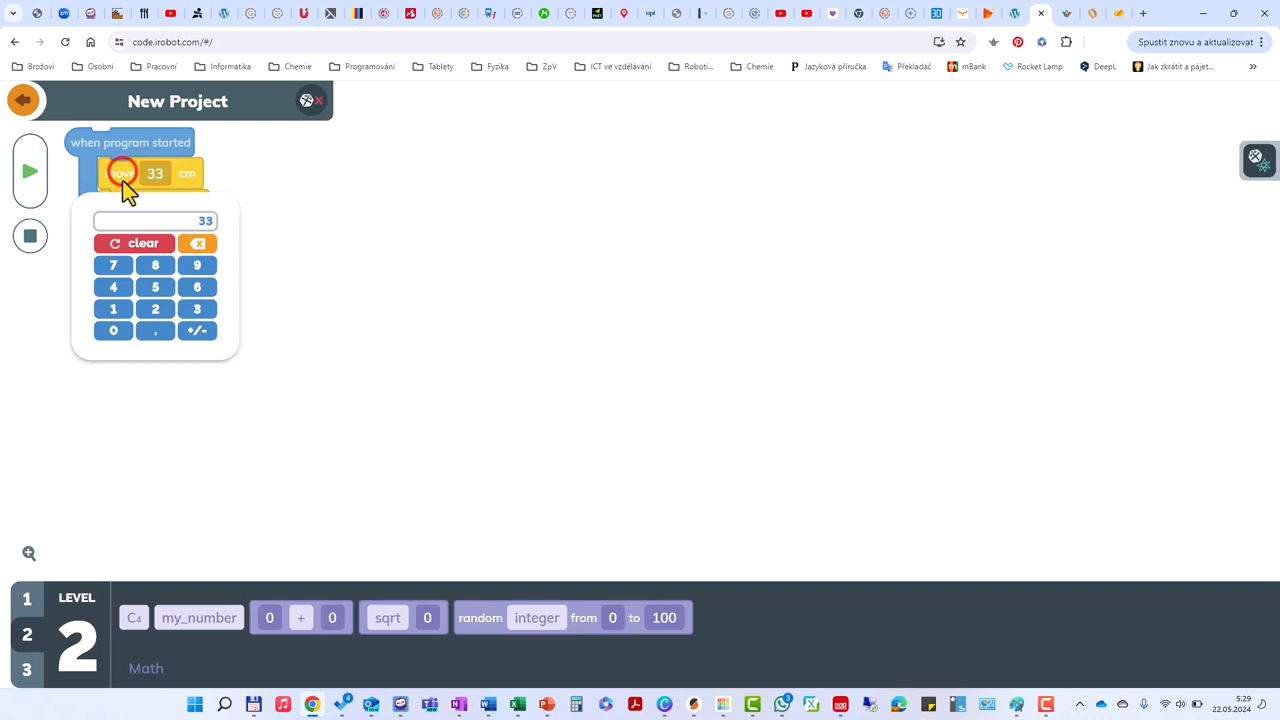 code.irobot.com/#/
Spustit znovu a aktualizovat
Brožovi
Osobní
Pracovní
Informatika
Chemie
Programování
Tablety
Fyzika
ZpV
ICT ve vzdělávání
Roboti...
Chemie
Jazyková příručka
Překladač
mBank
Rocket Lamp
DeepL
Jak zkrátit a pájet...
New Project
when program started
move 33 cm
33
clear
7 8 9
4 5 6
1 2 3
0 . +/-
1
2
3
LEVEL
2
C4 my_number 0 + 0 sqrt 0 random integer from 0 to 100
Math
5:29
22.05.2024